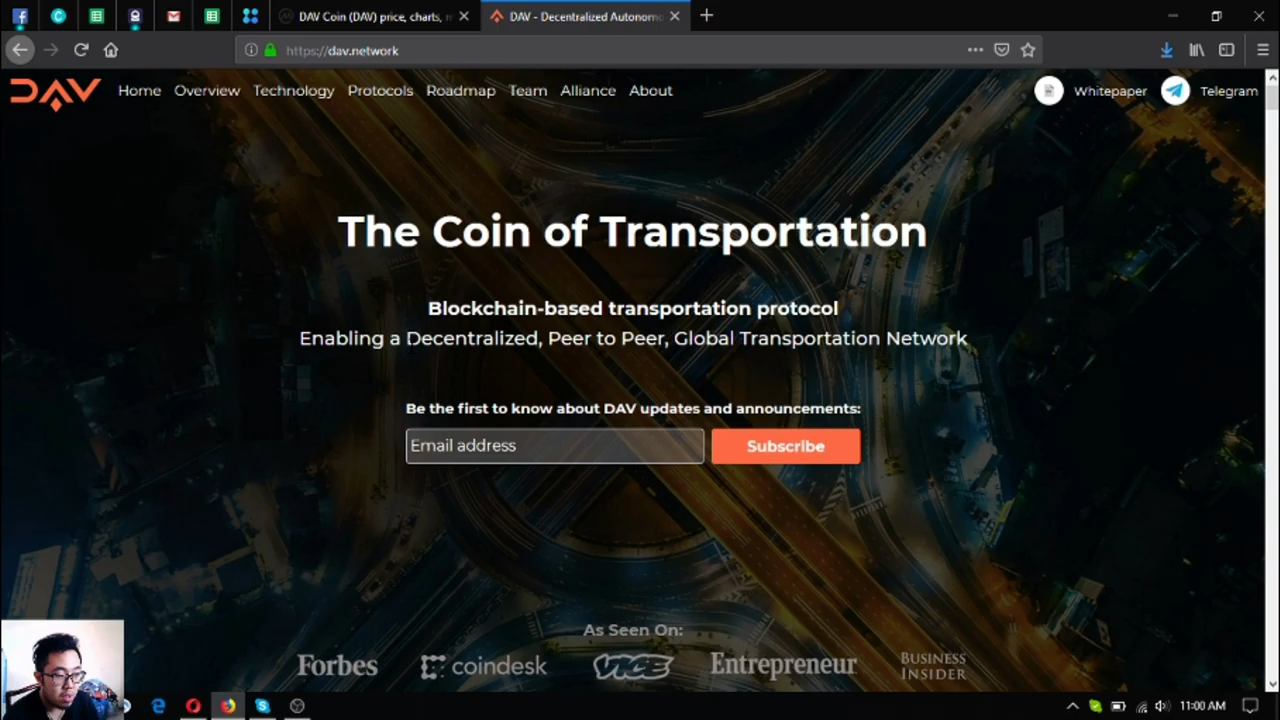 DAV Coin (DAV) price, charts,
DAV - Decentralized Autonomo
https://dav.network
DAV
Home Overview Technology Protocols Roadmap Team Alliance About
Whitepaper Telegram
The Coin of Transportation
Blockchain-based transportation protocol
Enabling a Decentralized, Peer to Peer, Global Transportation Network
Be the first to know about DAV updates and announcements:
Email address
Subscribe
As Seen On:
Forbes coindesk VICE Entrepreneur BUSINESS
INSIDER
11:00 AM